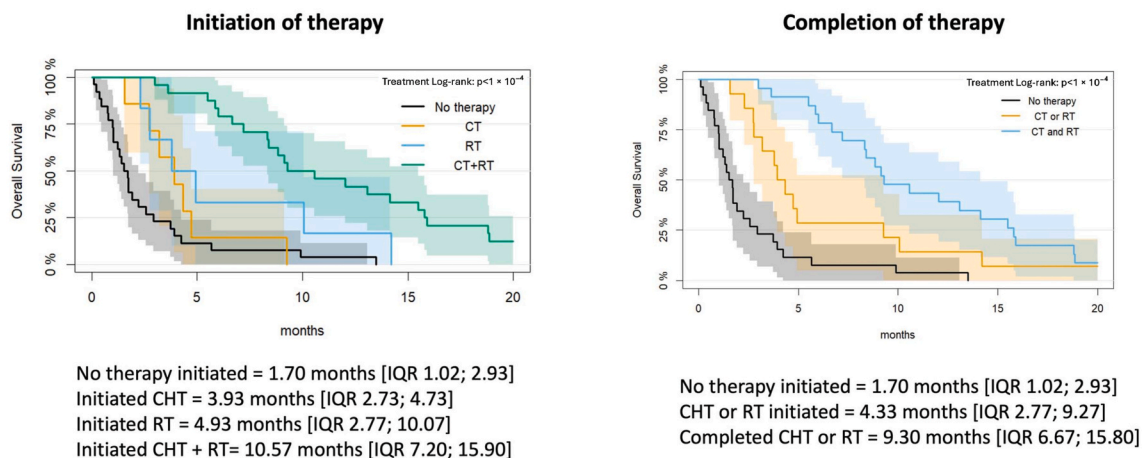 Initiation of therapy
Overall Survival
100 %
75 %
50 %
25 %
0 %
Treatment Log-rank: p<1 × 10⁻⁴
No therapy
CT
RT
CT+RT
0 5 10 15 20
months
No therapy initiated = 1.70 months [IQR 1.02; 2.93]
Initiated CHT = 3.93 months [IQR 2.73; 4.73]
Initiated RT = 4.93 months [IQR 2.77; 10.07]
Initiated CHT + RT= 10.57 months [IQR 7.20; 15.90]
Completion of therapy
Overall Survival
100 %
75 %
50 %
25 %
0 %
Treatment Log-rank: p<1 × 10⁻⁴
No therapy
CT or RT
CT and RT
0 5 10 15 20
months
No therapy initiated = 1.70 months [IQR 1.02; 2.93]
CHT or RT initiated = 4.33 months [IQR 2.77; 9.27]
Completed CHT or RT = 9.30 months [IQR 6.67; 15.80]